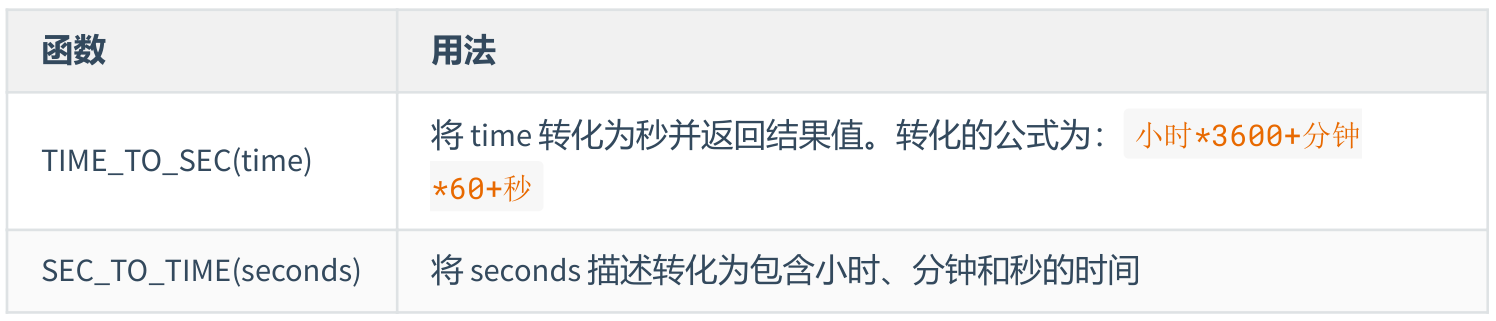 函数 用法
TIME_TO_SEC(time) 将 time 转化为秒并返回结果值。转化的公式为：小时*3600+分钟
*60+秒
SEC_TO_TIME(seconds) 将 seconds 描述转化为包含小时、分钟和秒的时间